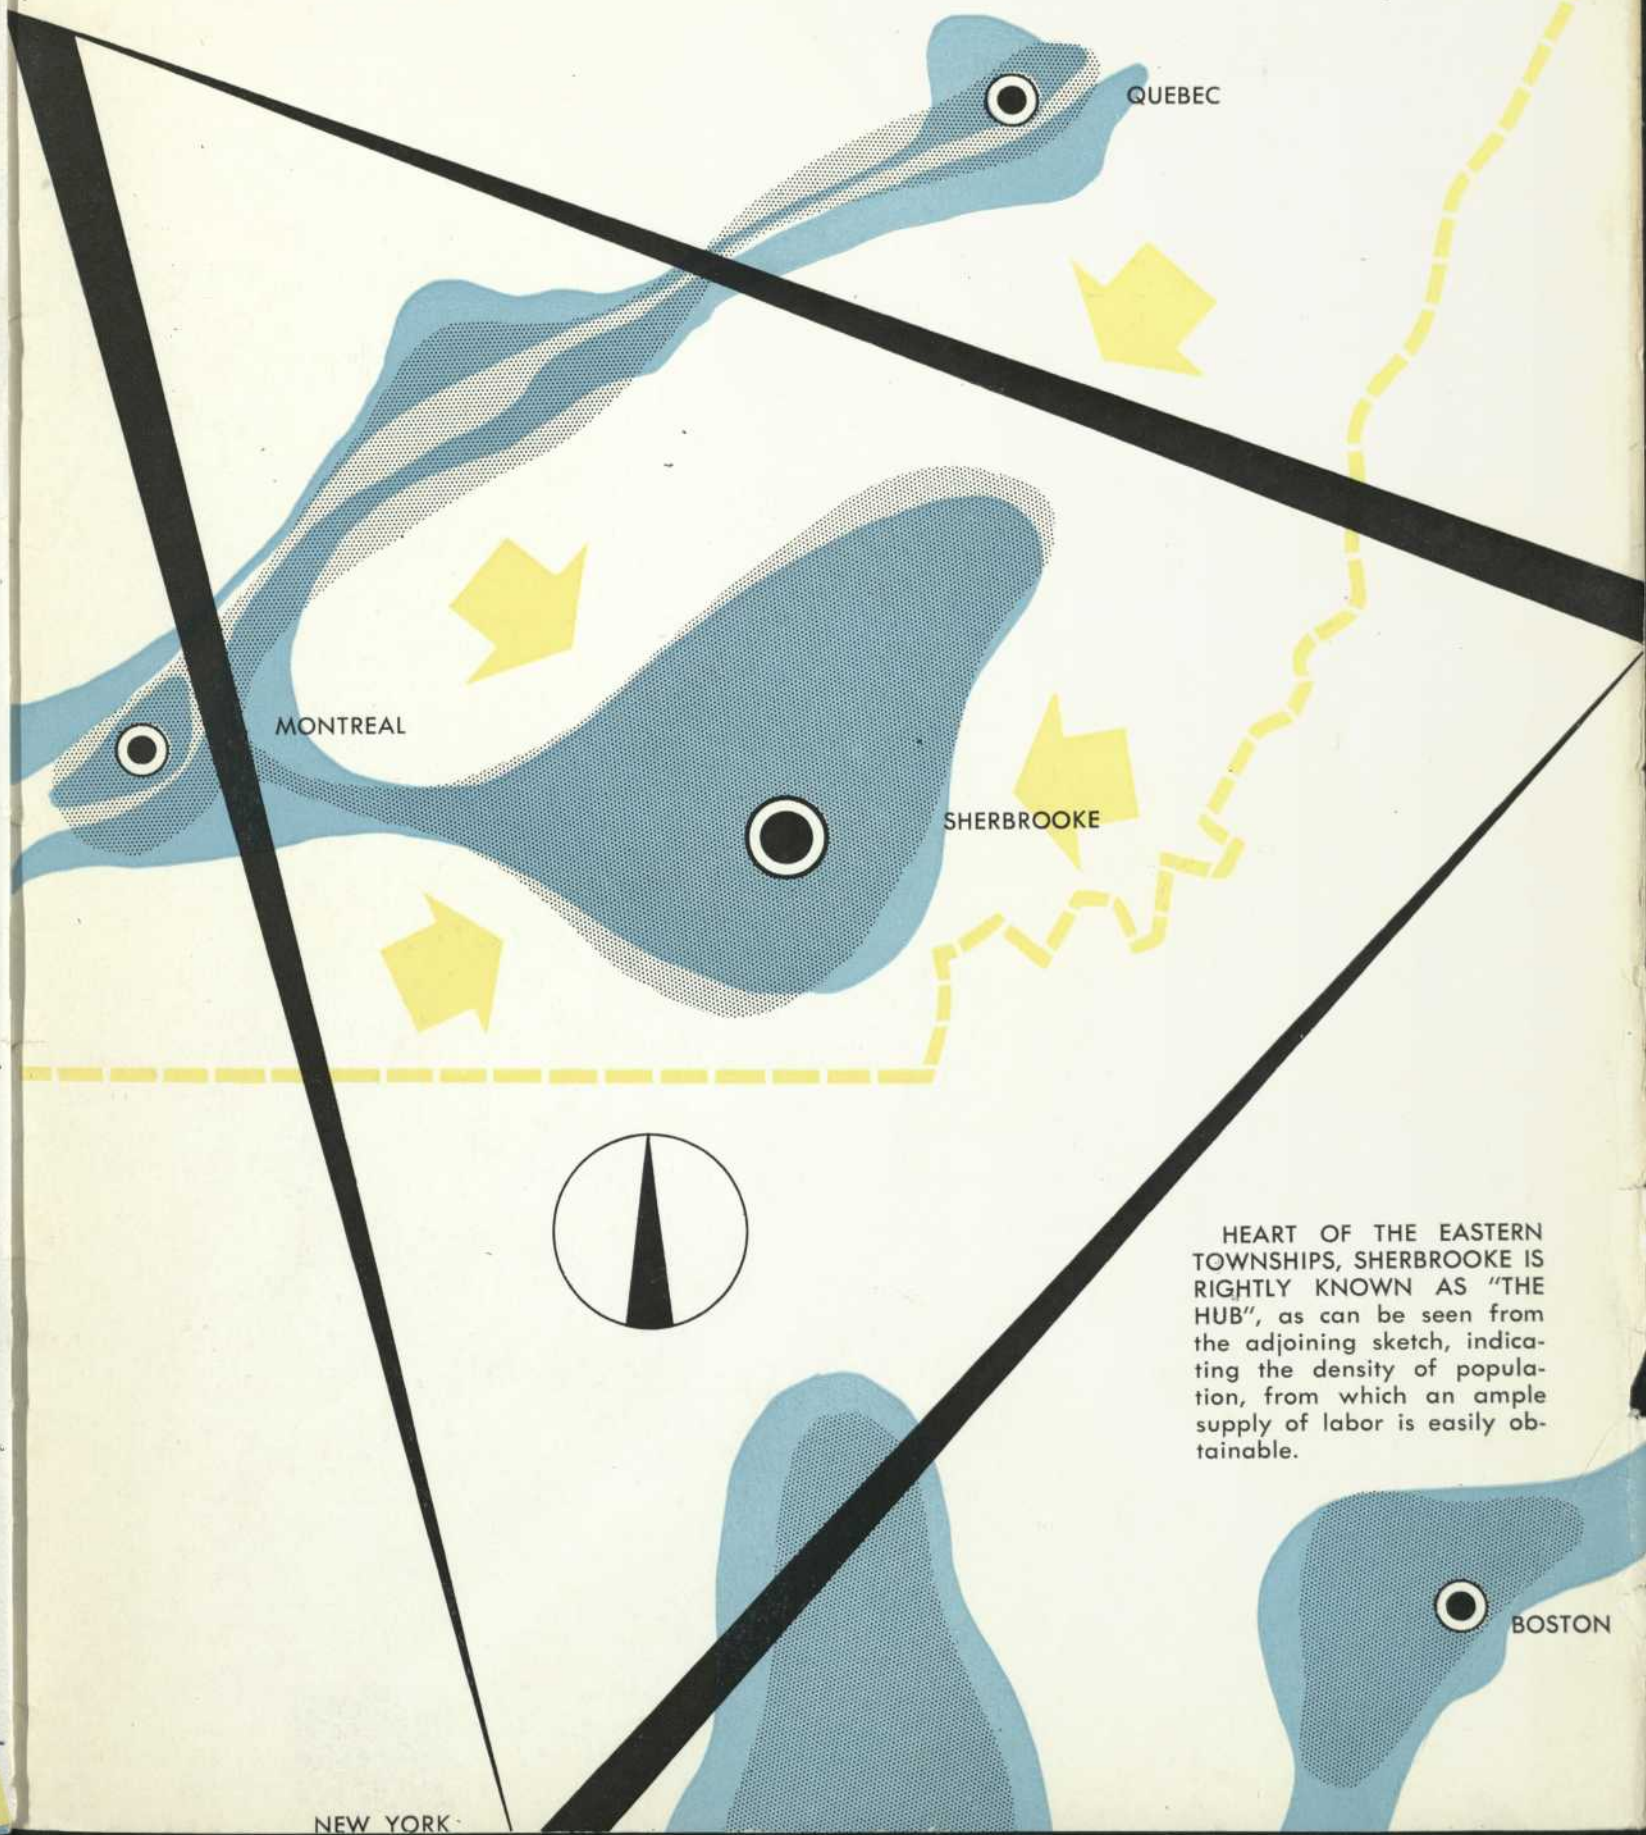 QUEBEC
MONTREAL
SHERBROOKE
HEART OF THE EASTERN
TOWNSHIPS, SHERBROOKE IS
RIGHTLY KNOWN AS "THE
HUB", as can be seen from
the adjoining sketch, indica-
ting the density of popula-
tion, from which an ample
supply of labor is easily ob-
tainable.
BOSTON
NEW YORK